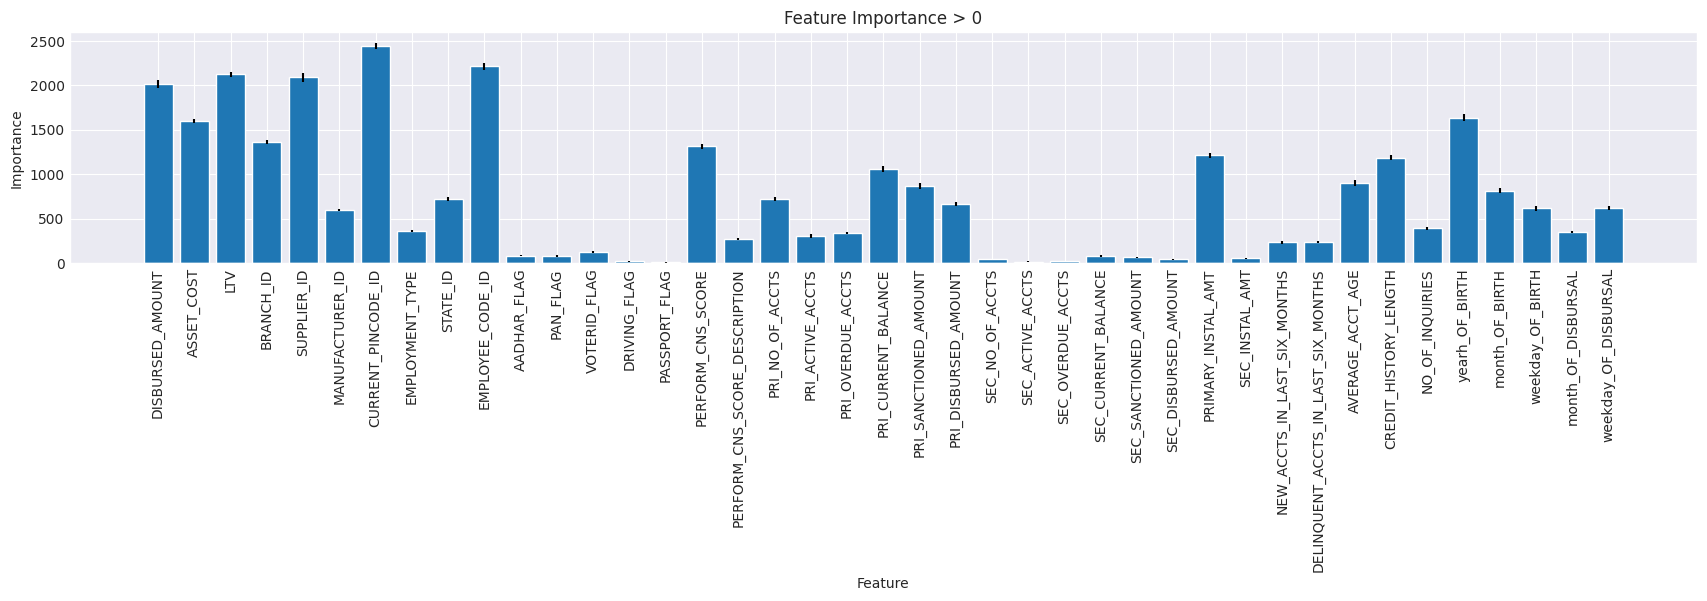 Feature Importance > 0
Importance
2500
2000
1500
1000
500
0
DISBURSED_AMOUNT
ASSET_COST
LTV
BRANCH_ID
SUPPLIER_ID
MANUFACTURER_ID
CURRENT_PINCODE_ID
EMPLOYMENT_TYPE
STATE_ID
EMPLOYEE_CODE_ID
AADHAR_FLAG
PAN_FLAG
VOTERID_FLAG
DRIVING_FLAG
PASSPORT_FLAG
PERFORM_CNS_SCORE
PERFORM_CNS_SCORE_DESCRIPTION
PRI_NO_OF_ACCTS
PRI_ACTIVE_ACCTS
PRI_OVERDUE_ACCTS
PRI_CURRENT_BALANCE
PRI_SANCTIONED_AMOUNT
PRI_DISBURSED_AMOUNT
SEC_NO_OF_ACCTS
SEC_ACTIVE_ACCTS
SEC_OVERDUE_ACCTS
SEC_CURRENT_BALANCE
SEC_SANCTIONED_AMOUNT
SEC_DISBURSED_AMOUNT
PRIMARY_INSTAL_AMT
SEC_INSTAL_AMT
NEW_ACCTS_IN_LAST_SIX_MONTHS
DELINQUENT_ACCTS_IN_LAST_SIX_MONTHS
AVERAGE_ACCT_AGE
CREDIT_HISTORY_LENGTH
NO_OF_INQUIRIES
yearh_OF_BIRTH
month_OF_BIRTH
weekday_OF_BIRTH
month_OF_DISBURSAL
weekday_OF_DISBURSAL
Feature